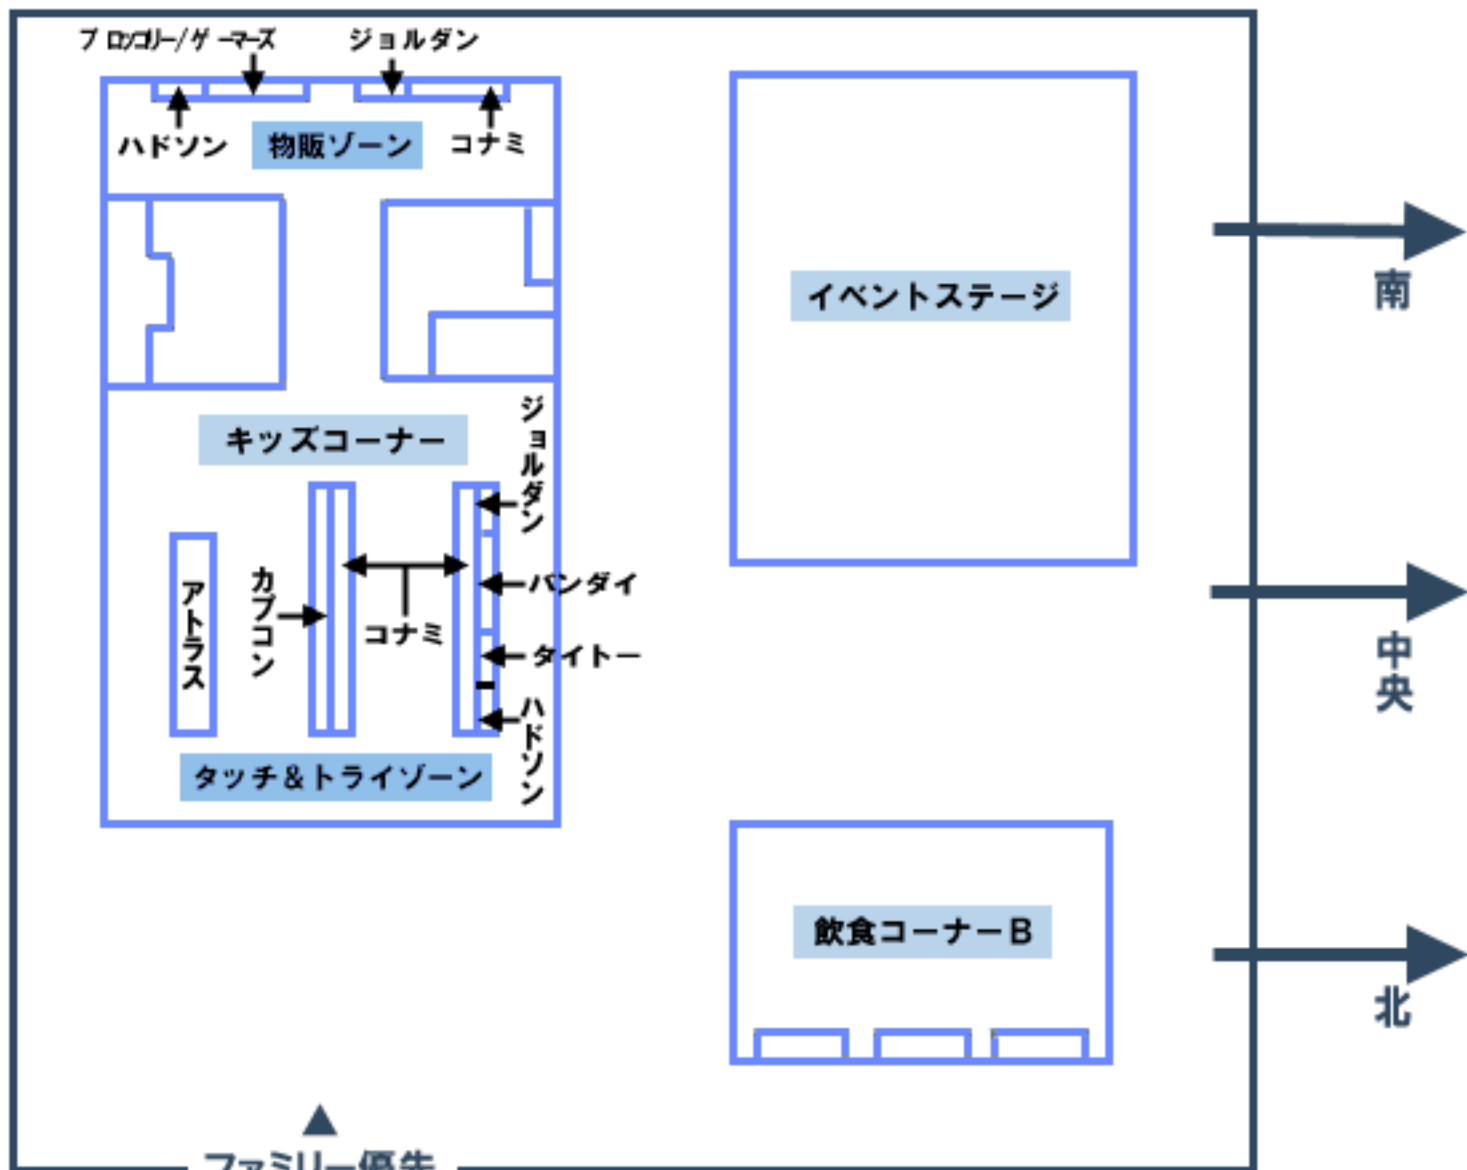 ブロッコリー/ゲーマーズ
ジョルダン
ハドソン
物販ゾーン
コナミ
イベントステージ
南
キッズコーナー
ジョルダン
バンダイ
アトラス
カプコン
コナミ
タイトー
ハドソン
タッチ&トライゾーン
中央
飲食コーナーB
北
▲
ファミリー優先